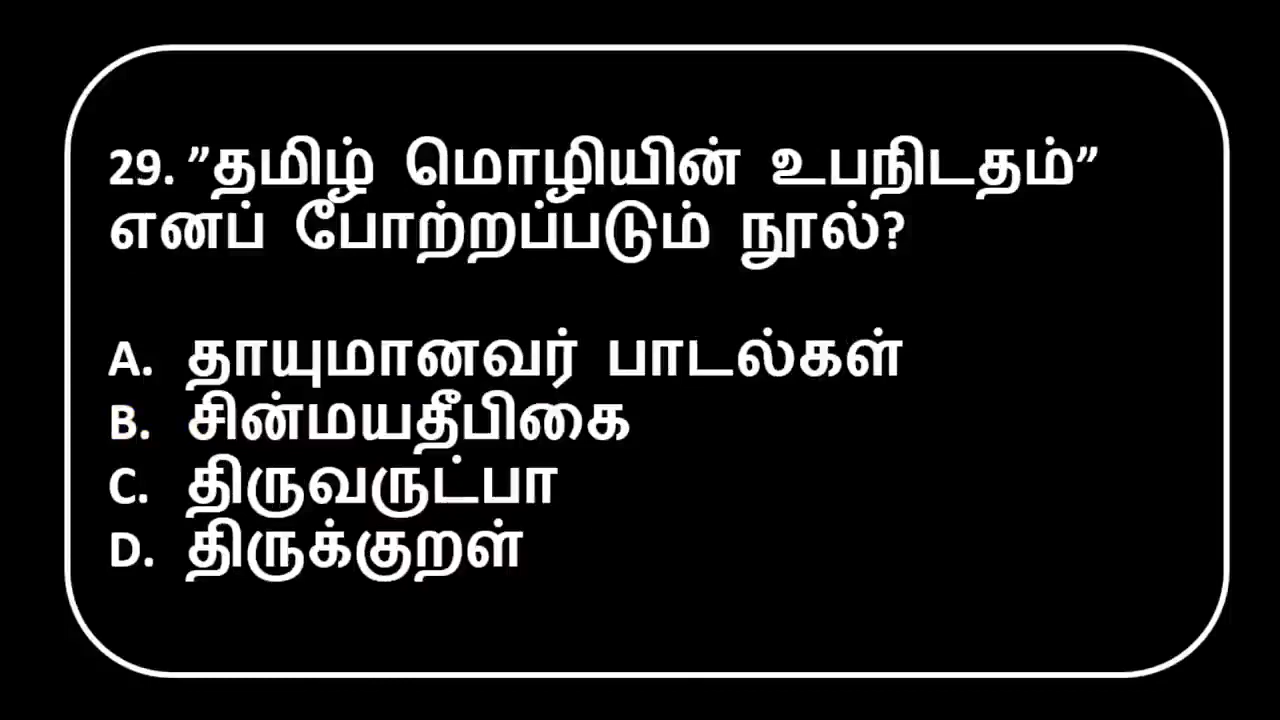 29. ”தமிழ் மொழியின் உபநிடதம்”
எனப் போற்றப்படும் நூல்?
A. தாயுமானவர் பாடல்கள்
B. சின்மயதீபிகை
C. திருவருட்பா
D. திருக்குறள்